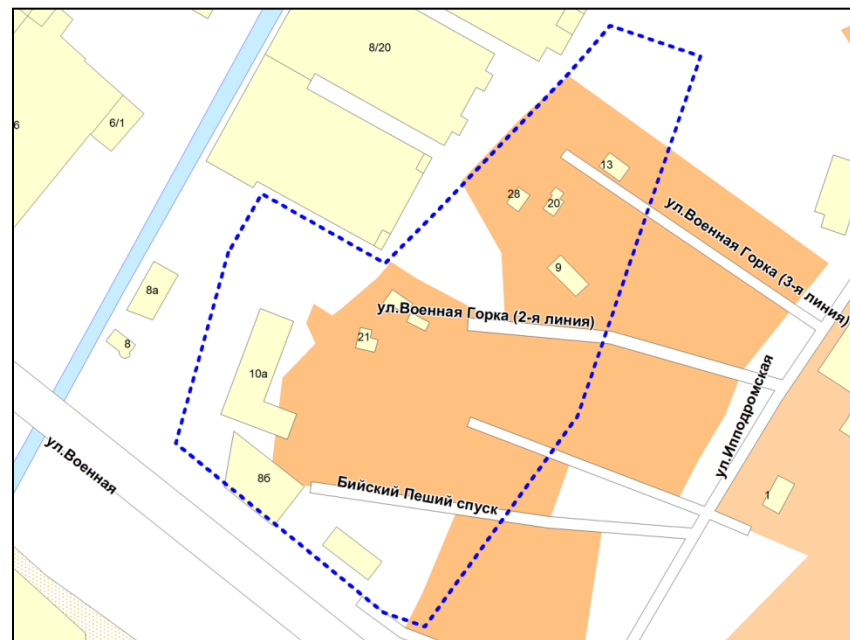 8/20
6/1
6
13
28
20
ул.Военная Горка (3-я линия)
9
8а
ул.Военная Горка (2-я линия)
21
8
10а
ул.Ипподромская
ул.Военная
8б
Бийский Пеший спуск
1